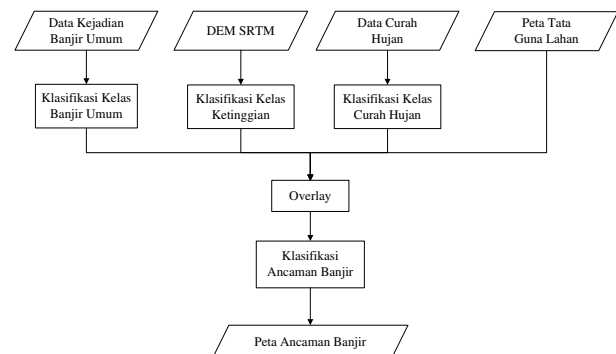 Data Kejadian
Banjir Umum
DEM SRTM
Data Curah
Hujan
Peta Tata
Guna Lahan
Klasifikasi Kelas
Banjir Umum
Klasifikasi Kelas
Ketinggian
Klasifikasi Kelas
Curah Hujan
Overlay
Klasifikasi
Ancaman Banjir
Peta Ancaman Banjir